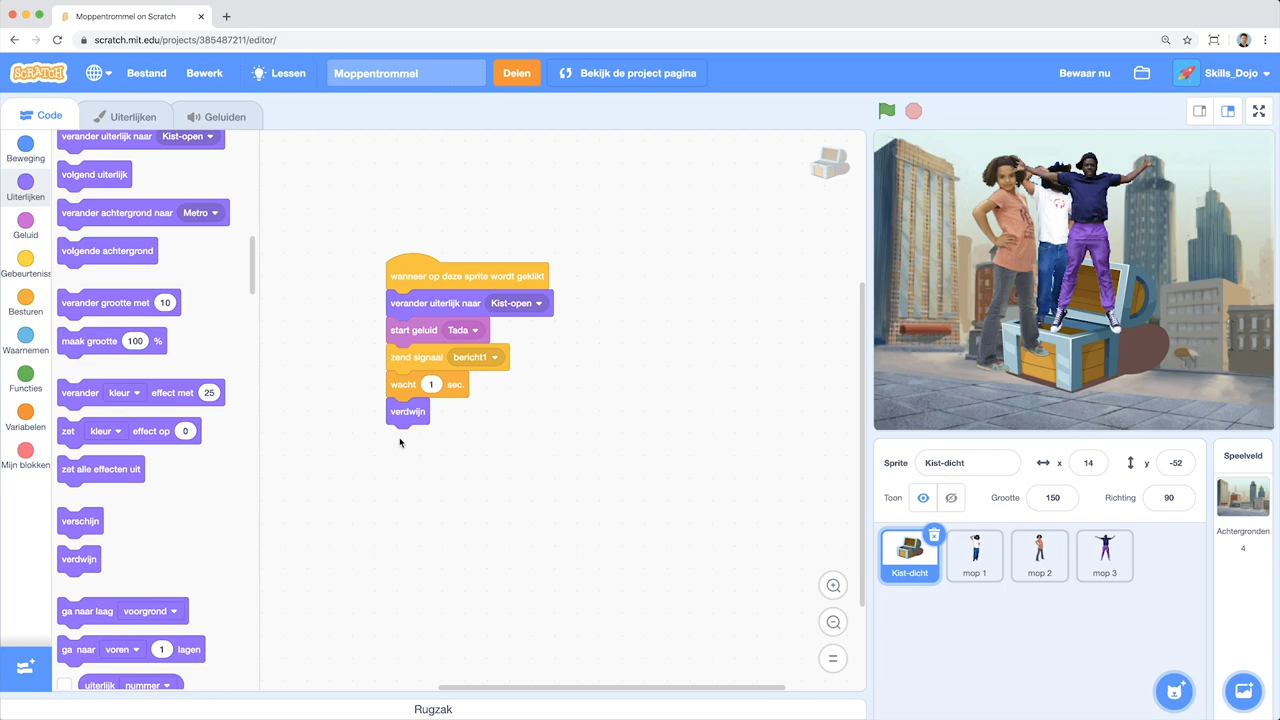 Moppentrommel on Scratch
scratch.mit.edu/projects/385487211/editor/
SCRATCH
Bestand
Bewerk
Lessen
Moppentrommel
Delen
Bekijk de project pagina
Bewaar nu
Skills_Dojo
Code
Uiterlijken
Geluiden
Beweging
Uiterlijken
Geluid
Gebeurteniss
Besturen
Waarnemen
Functies
Variabelen
Mijn blokken
verander uiterlijk naar Kist-open
volgend uiterlijk
verander achtergrond naar Metro
volgende achtergrond
verander grootte met 10
maak grootte 100 %
verander kleur effect met 25
zet kleur effect op 0
zet alle effecten uit
verschijn
verdwijn
ga naar laag voorgrond
ga naar voren 1 lagen
uiterlijk nummer
wanneer op deze sprite wordt geklikt
verander uiterlijk naar Kist-open
start geluid Tada
zend signaal bericht1
wacht 1 sec.
verdwijn
Rugzak
Sprite Kist-dicht x 14 y -52
Toon Grootte 150 Richting 90
Kist-dicht
mop 1
mop 2
mop 3
Speelveld
Achtergronden
4